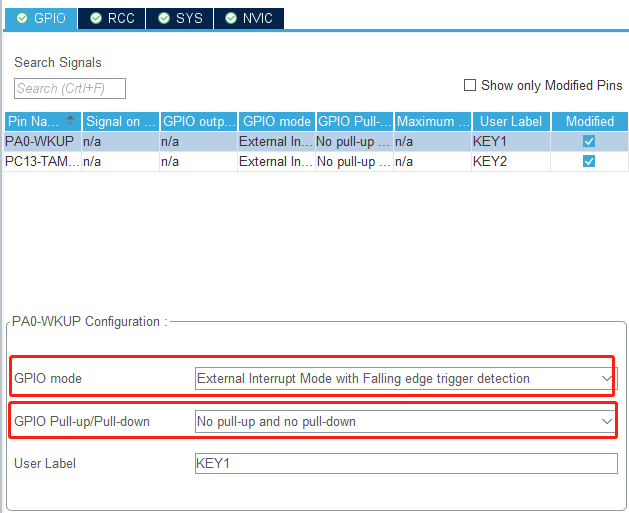 GPIO RCC SYS NVIC
Search Signals
Search (Crtl+F)
Show only Modified Pins
Pin Na... Signal on ... GPIO outp... GPIO mode GPIO Pull-... Maximum ... User Label Modified
PA0-WKUP n/a n/a External In... No pull-up ... n/a KEY1
PC13-TAM... n/a n/a External In... No pull-up ... n/a KEY2
PA0-WKUP Configuration :
GPIO mode External Interrupt Mode with Falling edge trigger detection
GPIO Pull-up/Pull-down No pull-up and no pull-down
User Label KEY1